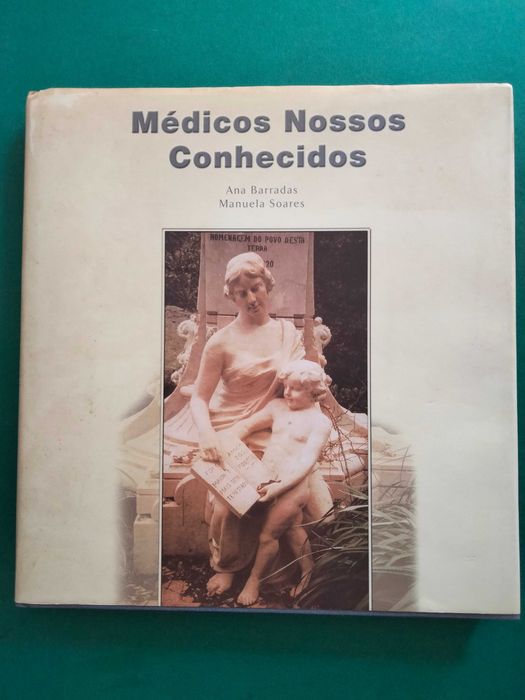 Médicos Nossos
Conhecidos
Ana Barradas
Manuela Soares
HOMENAGEM DO POVO DESTA
TERRA